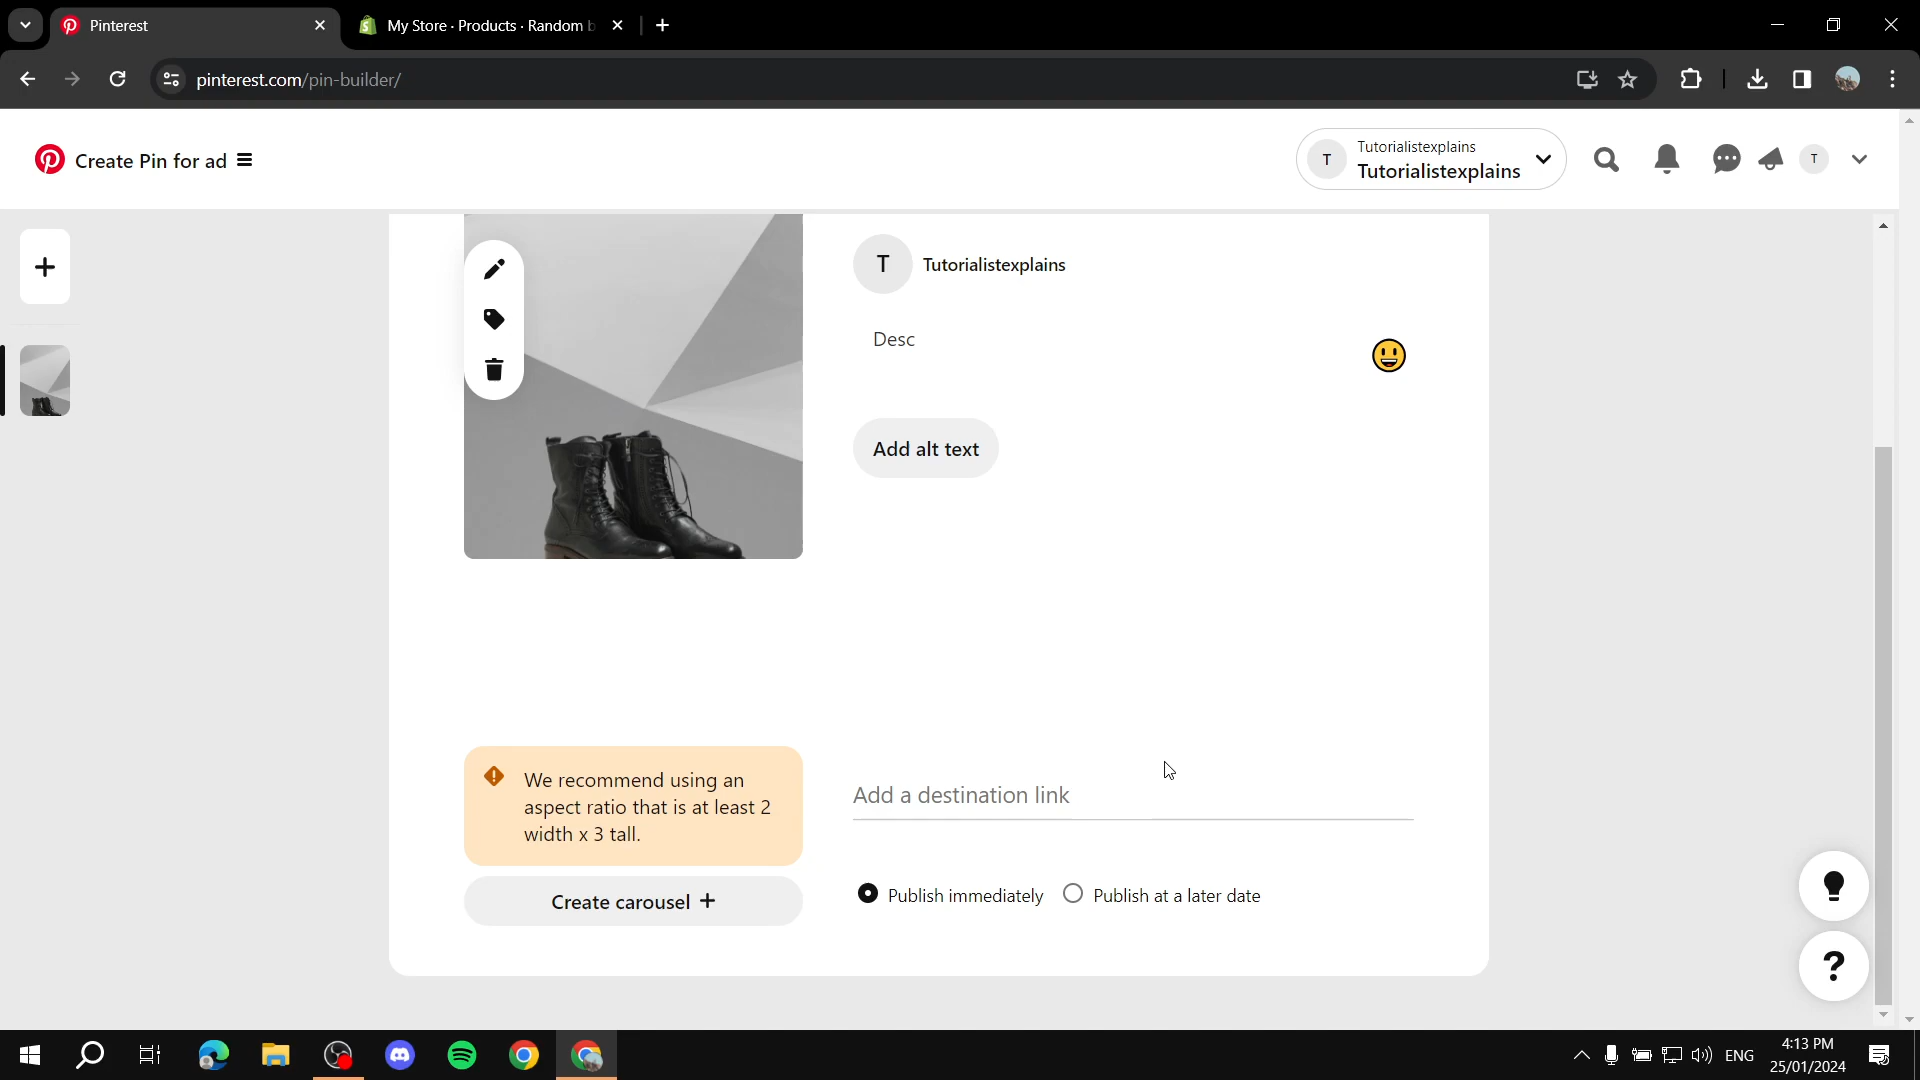 Pinterest
My Store · Products · Random b
pinterest.com/pin-builder/
Create Pin for ad
T
Tutorialistexplains
Tutorialistexplains
T
T
Tutorialistexplains
Desc
Add alt text
We recommend using an
aspect ratio that is at least 2
width x 3 tall.
Add a destination link
Create carousel +
Publish immediately
Publish at a later date
?
ENG
4:13 PM
25/01/2024